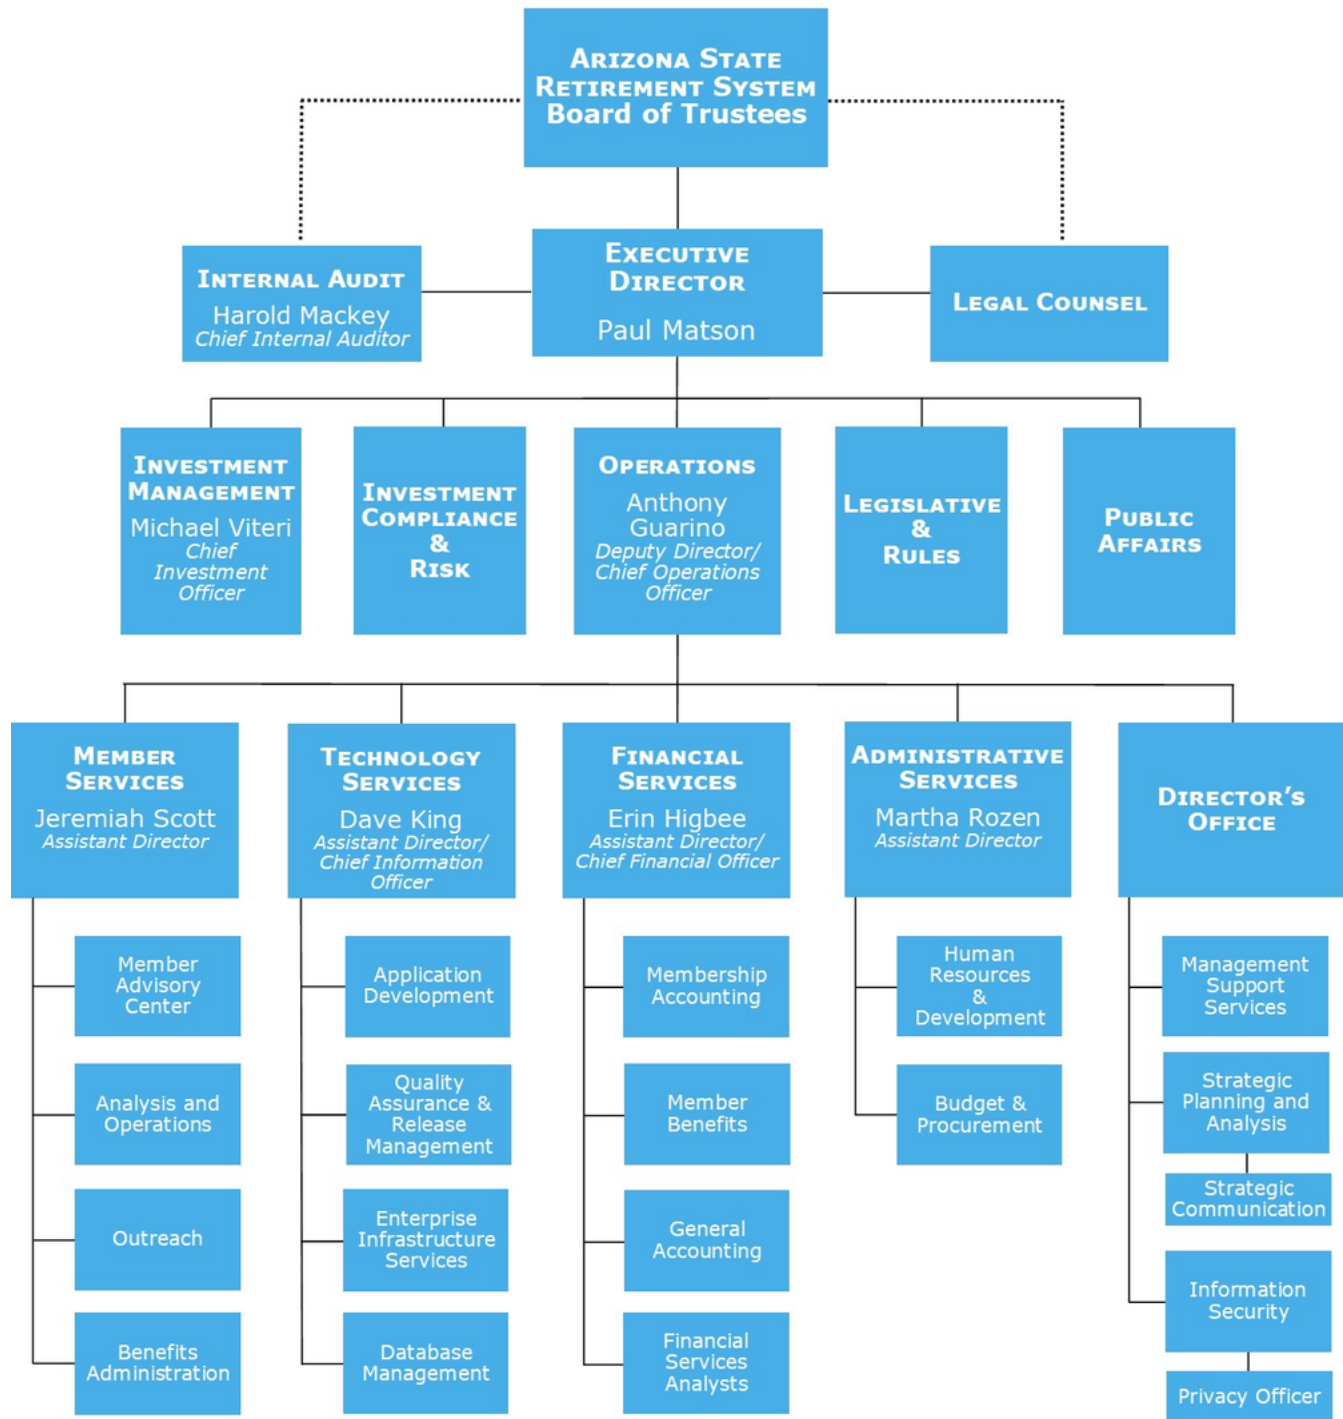 ARIZONA STATE
RETIREMENT SYSTEM
Board of Trustees
INTERNAL AUDIT
Harold Mackey
Chief Internal Auditor
EXECUTIVE
DIRECTOR
Paul Matson
LEGAL COUNSEL
INVESTMENT
MANAGEMENT
Michael Viteri
Chief
Investment
Officer
INVESTMENT
COMPLIANCE
&
RISK
OPERATIONS
Anthony
Guarino
Deputy Director/
Chief Operations
Officer
LEGISLATIVE
&
RULES
PUBLIC
AFFAIRS
MEMBER
SERVICES
Jeremiah Scott
Assistant Director
TECHNOLOGY
SERVICES
Dave King
Assistant Director/
Chief Information
Officer
FINANCIAL
SERVICES
Erin Higbee
Assistant Director/
Chief Financial Officer
ADMINISTRATIVE
SERVICES
Martha Rozen
Assistant Director
DIRECTOR'S
OFFICE
Member
Advisory
Center
Analysis and
Operations
Outreach
Benefits
Administration
Application
Development
Quality
Assurance &
Release
Management
Enterprise
Infrastructure
Services
Database
Management
Membership
Accounting
Member
Benefits
General
Accounting
Financial
Services
Analysts
Human
Resources
&
Development
Budget &
Procurement
Management
Support
Services
Strategic
Planning and
Analysis
Strategic
Communication
Information
Security
Privacy Officer